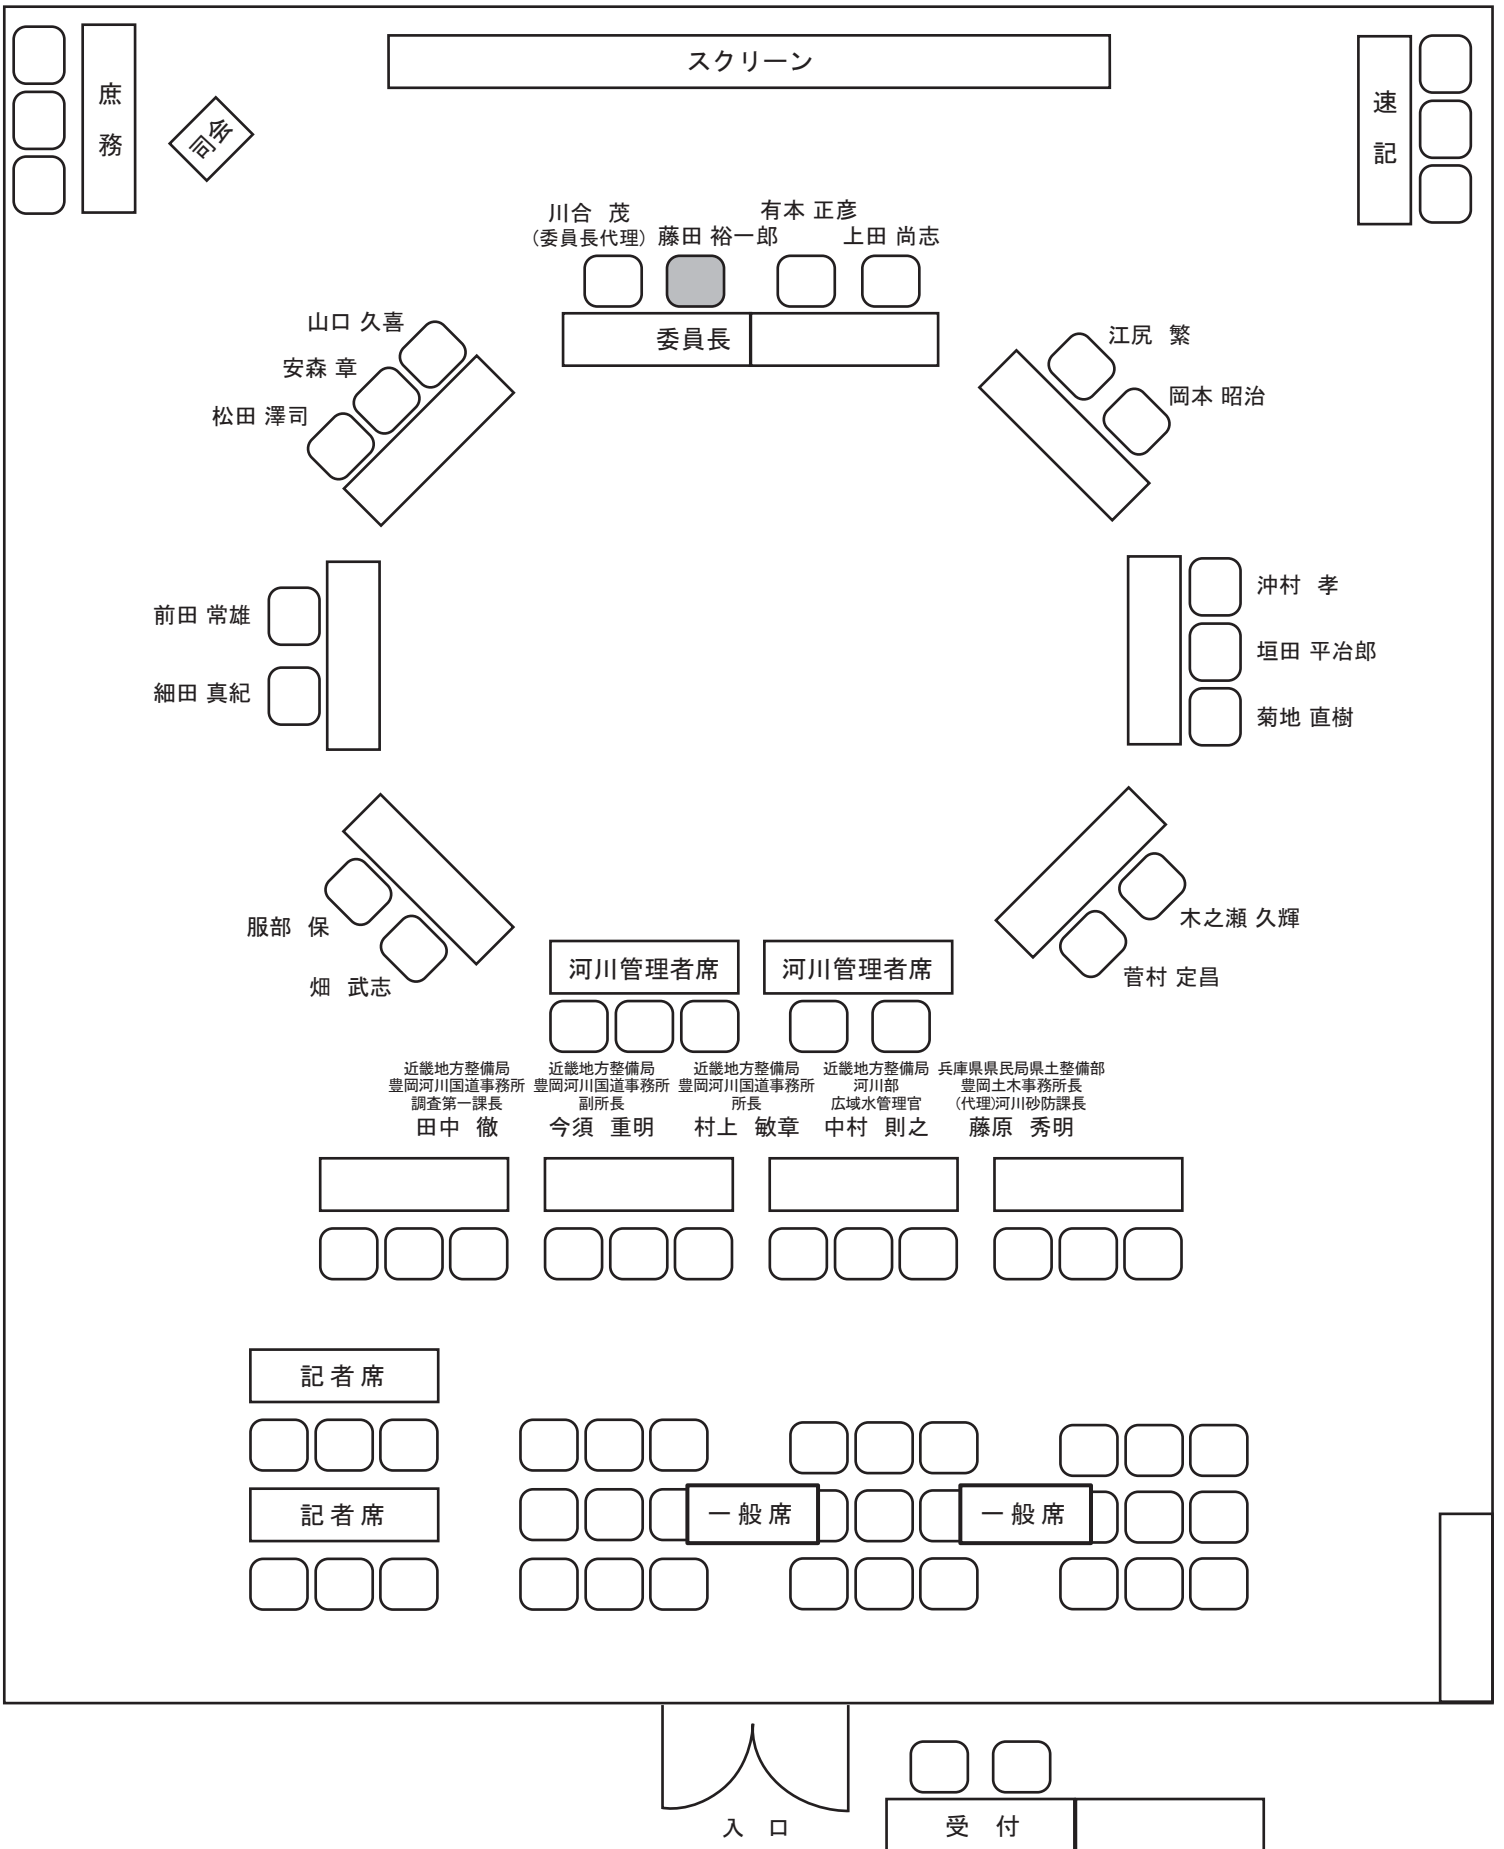 スクリーン
庶務
司会
速記
川合 茂
(委員長代理)
藤田 裕一郎
有本 正彦
上田 尚志
委員長
山口 久喜
安森 章
松田 澤司
江尻 繁
岡本 昭治
前田 常雄
細田 真紀
沖村 孝
垣田 平冶郎
菊地 直樹
服部 保
畑 武志
木之瀬 久輝
菅村 定昌
河川管理者席
河川管理者席
近畿地方整備局
豊岡河川国道事務所
調査第一課長
田中 徹
近畿地方整備局
豊岡河川国道事務所
副所長
今須 重明
近畿地方整備局
豊岡河川国道事務所
所長
村上 敏章
近畿地方整備局
河川部
広域水管理官
中村 則之
兵庫県県民局県土整備部
豊岡土木事務所長
(代理)河川砂防課長
藤原 秀明
記者席
記者席
一般席
一般席
入口
受付